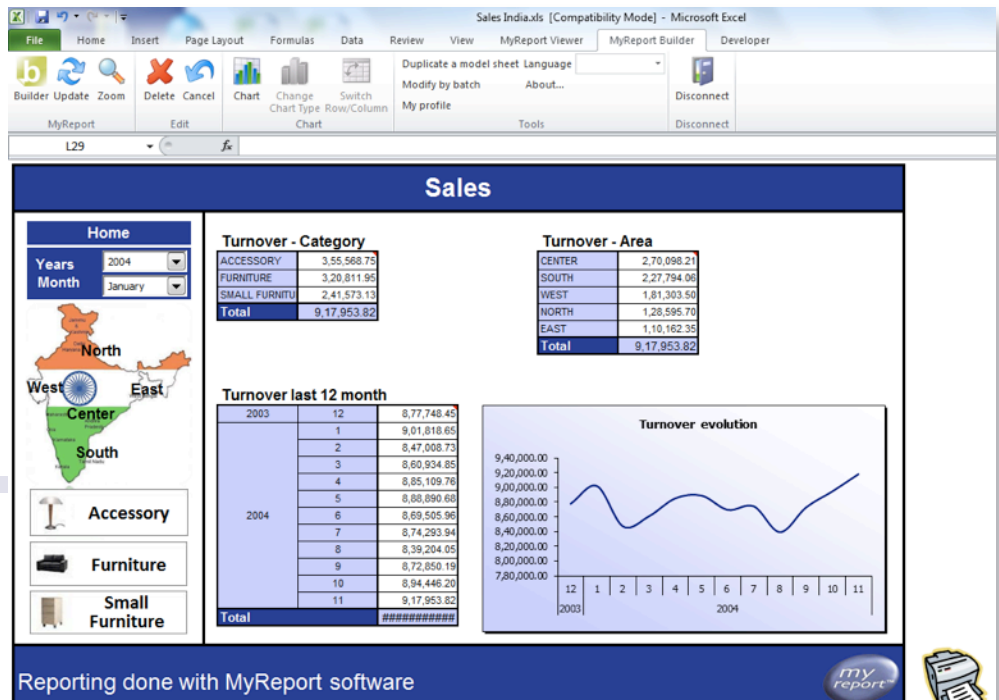 Sales India.xls [Compatibility Mode] - Microsoft Excel
File Home Insert Page Layout Formulas Data Review View MyReport Viewer MyReport Builder Developer
Builder Update Zoom Delete Cancel Chart Change Chart Type Switch Row/Column
Duplicate a model sheet Language
Modify by batch About...
My profile
Disconnect
MyReport Edit Chart Tools Disconnect
L29 fx
Sales
Home
Years 2004
Month January
North
West
East
Center
South
Accessory
Furniture
Small
Furniture
Turnover - Category
ACCESSORY 3,55,568.75
FURNITURE 3,20,811.95
SMALL FURNITU 2,41,573.13
Total 9,17,953.82
Turnover - Area
CENTER 2,70,098.21
SOUTH 2,27,794.06
WEST 1,81,303.50
NORTH 1,28,595.70
EAST 1,10,162.35
Total 9,17,953.82
Turnover last 12 month
2003 12 8,77,748.45
1 9,01,818.65
2 8,47,008.73
3 8,60,934.85
4 8,85,109.76
5 8,88,890.68
2004 6 8,69,505.96
7 8,74,293.94
8 8,39,204.05
9 8,72,850.19
10 8,94,446.20
11 9,17,953.82
Total ###########
Turnover evolution
9,40,000.00
9,20,000.00
9,00,000.00
8,80,000.00
8,60,000.00
8,40,000.00
8,20,000.00
8,00,000.00
7,80,000.00
12 1 2 3 4 5 6 7 8 9 10 11
2003 2004
Reporting done with MyReport software
my
report